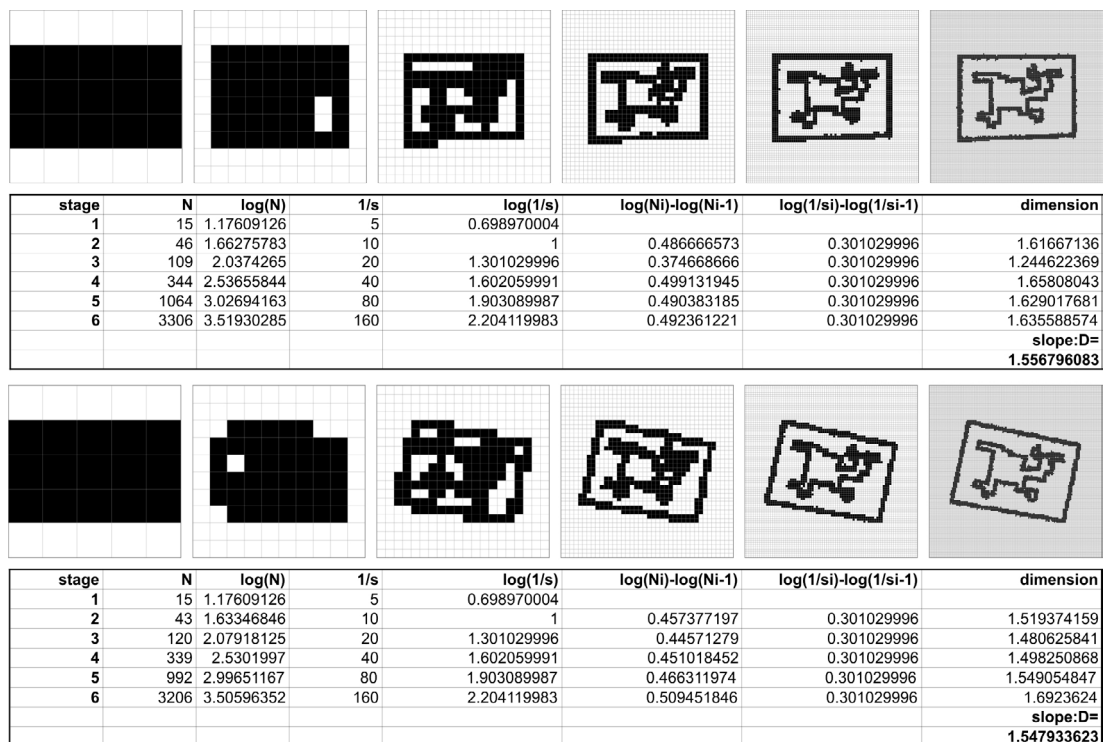 stage N log(N) 1/s log(1/s) log(Ni)-log(Ni-1) log(1/si)-log(1/si-1) dimension
1 15 1.17609126 5 0.698970004
2 46 1.66275783 10 1 0.486666573 0.301029996 1.61667136
3 109 2.0374265 20 1.301029996 0.374668666 0.301029996 1.244622369
4 344 2.53655844 40 1.602059991 0.499131945 0.301029996 1.65808043
5 1064 3.02694163 80 1.903089987 0.490383185 0.301029996 1.629017681
6 3306 3.51930285 160 2.204119983 0.492361221 0.301029996 1.635588574
slope:D=
1.556796083
stage N log(N) 1/s log(1/s) log(Ni)-log(Ni-1) log(1/si)-log(1/si-1) dimension
1 15 1.17609126 5 0.698970004
2 43 1.63346846 10 1 0.457377197 0.301029996 1.519374159
3 120 2.07918125 20 1.301029996 0.44571279 0.301029996 1.480625841
4 339 2.5301997 40 1.602059991 0.451018452 0.301029996 1.498250868
5 992 2.99651167 80 1.903089987 0.466311974 0.301029996 1.549054847
6 3206 3.50596352 160 2.204119983 0.509451846 0.301029996 1.6923624
slope:D=
1.547933623